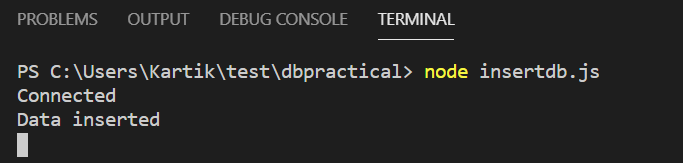 PROBLEMS OUTPUT DEBUG CONSOLE TERMINAL
PS C:\Users\Kartik\test\dbpractical> node insertdb.js
Connected
Data inserted